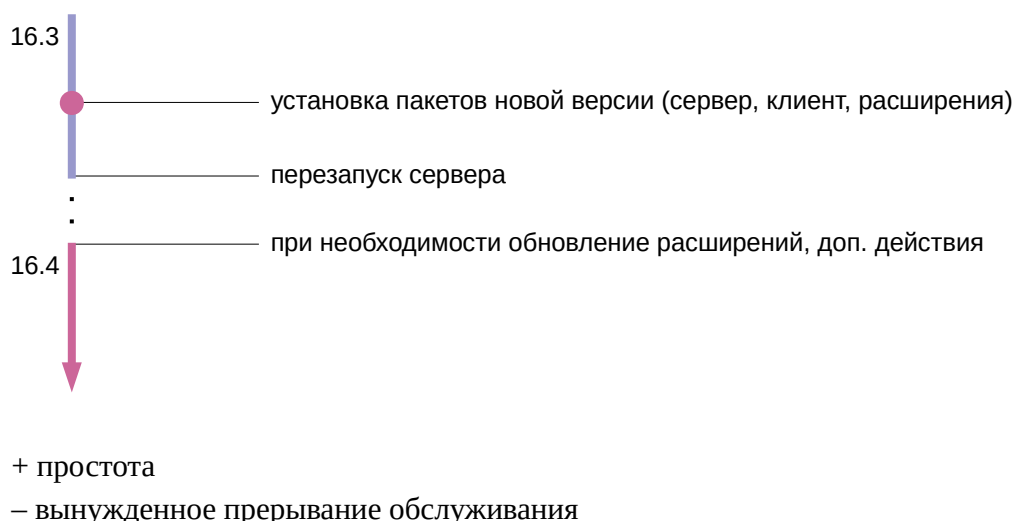 16.3
установка пакетов новой версии (сервер, клиент, расширения)
перезапуск сервера
при необходимости обновление расширений, доп. действия
16.4
+ простота
– вынужденное прерывание обслуживания